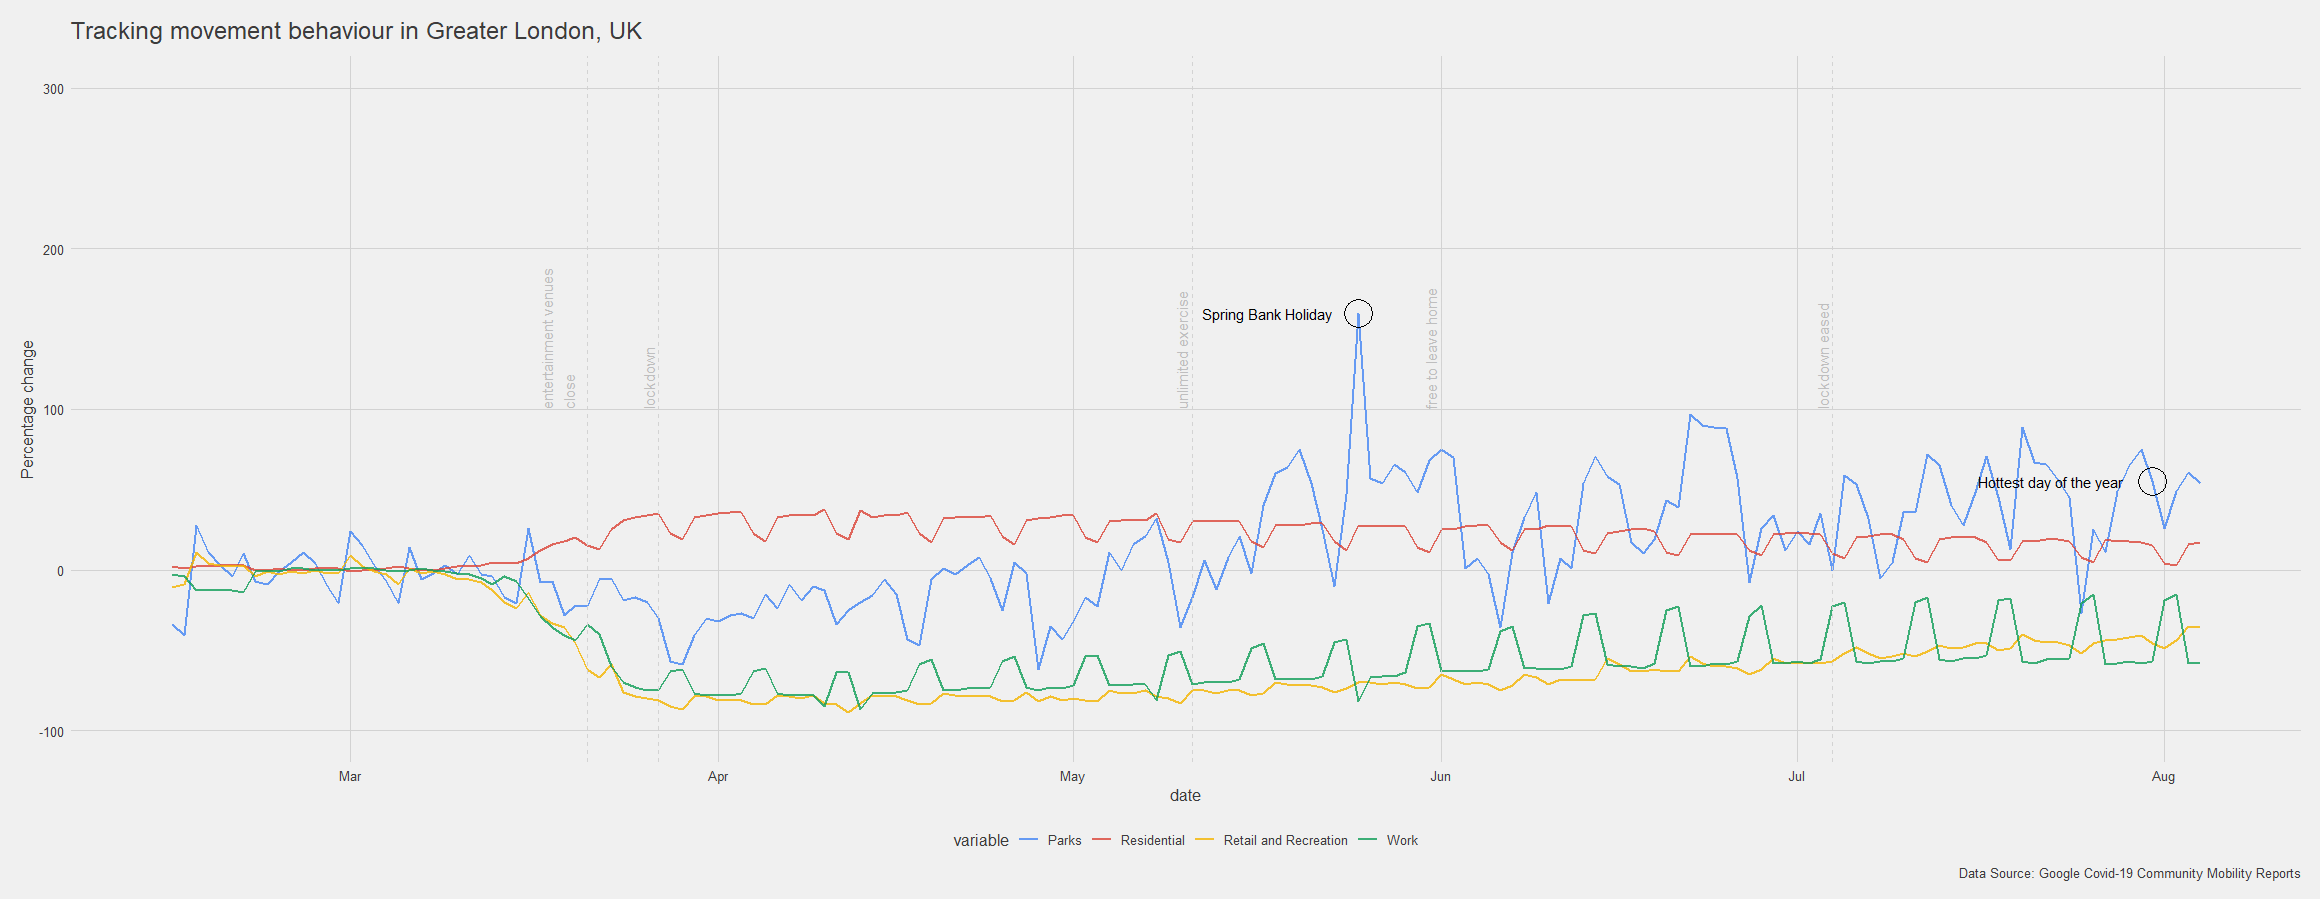 Tracking movement behaviour in Greater London, UK
300
200
100
0
-100
Percentage change
entertainment venues
close
lockdown
unlimited exercise
Spring Bank Holiday
free to leave home
lockdown eased
Hottest day of the year
Mar
Apr
May
Jun
Jul
Aug
date
variable Parks Residential Retail and Recreation Work
Data Source: Google Covid-19 Community Mobility Reports